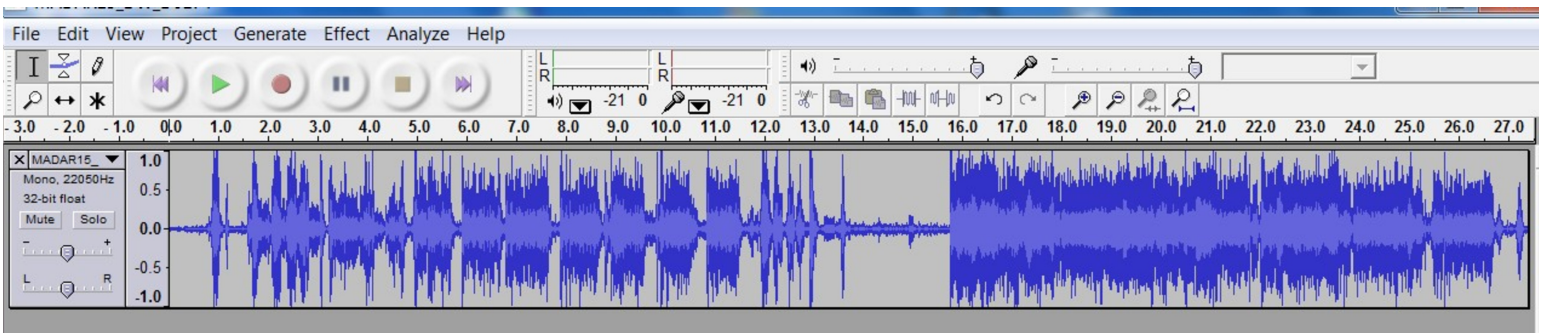 File Edit View Project Generate Effect Analyze Help
L
R
L
R
-21 0
-21 0
- 3.0 - 2.0 - 1.0 0.0 1.0 2.0 3.0 4.0 5.0 6.0 7.0 8.0 9.0 10.0 11.0 12.0 13.0 14.0 15.0 16.0 17.0 18.0 19.0 20.0 21.0 22.0 23.0 24.0 25.0 26.0 27.0
X MADAR15_
Mono, 22050Hz
32-bit float
Mute Solo
- +
L R
1.0
0.5
0.0
-0.5
-1.0